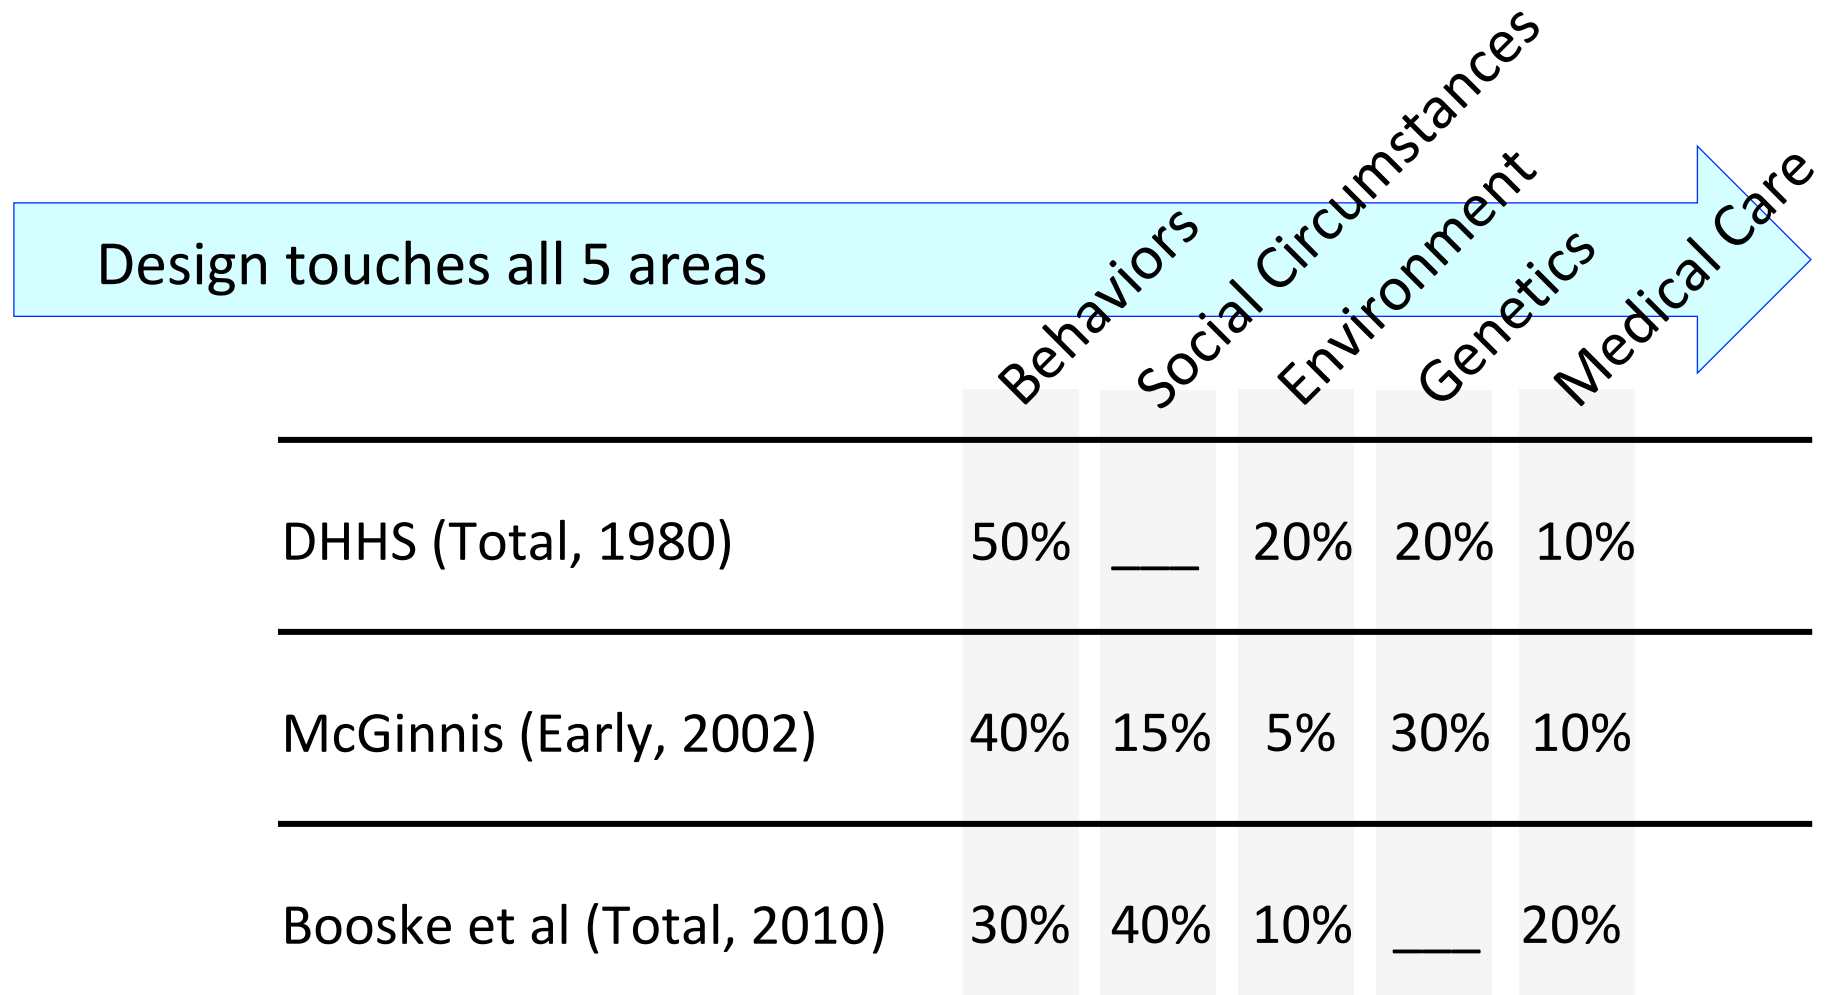 Design touches all 5 areas
Behaviors
Social Circumstances
Environment
Genetics
Medical Care
DHHS (Total, 1980) 50% ___ 20% 20% 10%
McGinnis (Early, 2002) 40% 15% 5% 30% 10%
Booske et al (Total, 2010) 30% 40% 10% ___ 20%